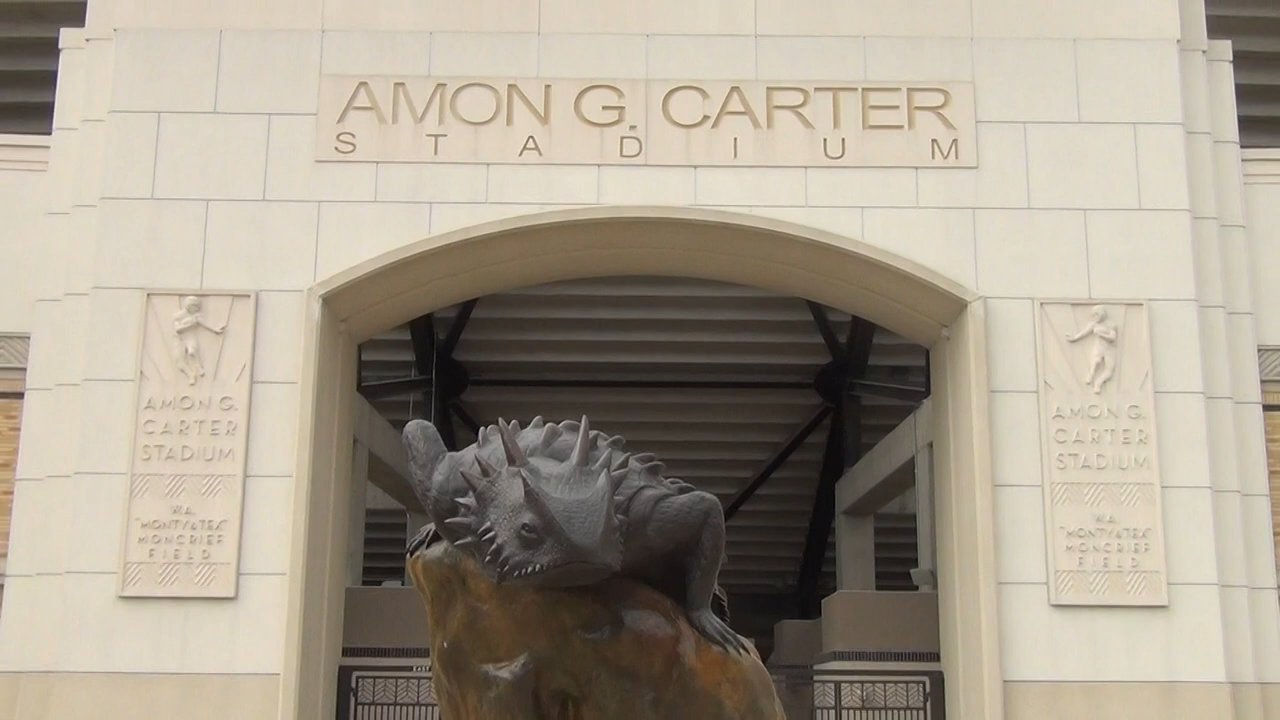 AMON G. CARTER
STADIUM
AMON G.
CARTER
STADIUM
W.A.
"MONTY & TEX"
MONCRIEF
FIELD
AMON G.
CARTER
STADIUM
W.A.
"MONTY & TEX"
MONCRIEF
FIELD